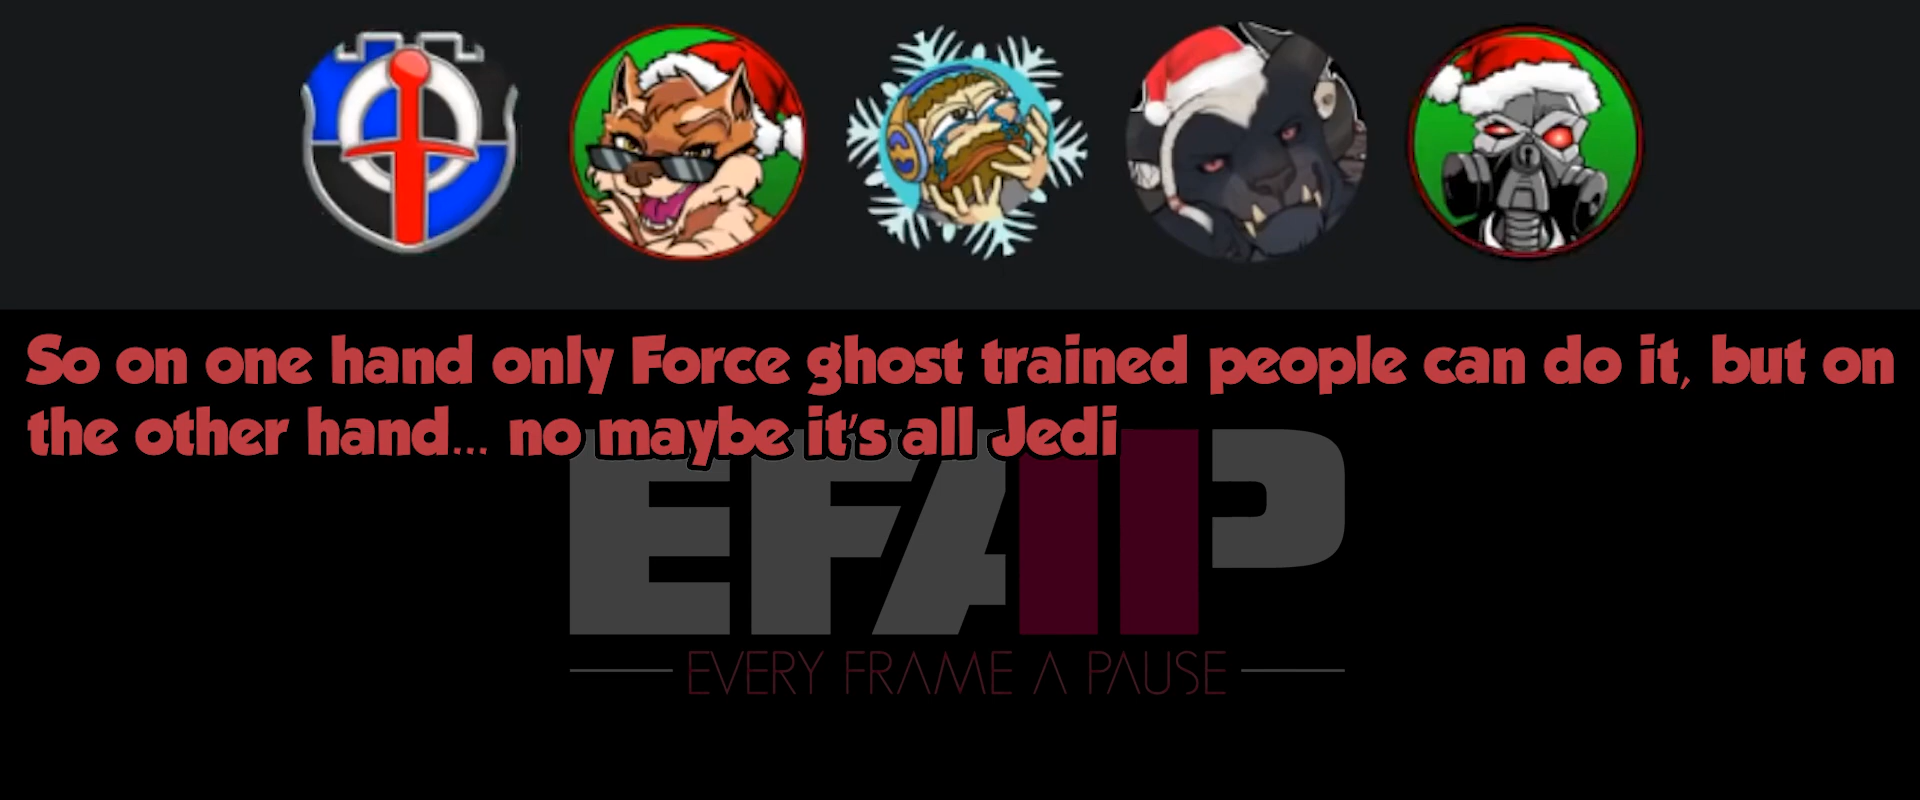 So on one hand only Force ghost trained people can do it, but on
the other hand... no maybe it's all Jedi
EFAP
EVERY FRAME A PAUSE